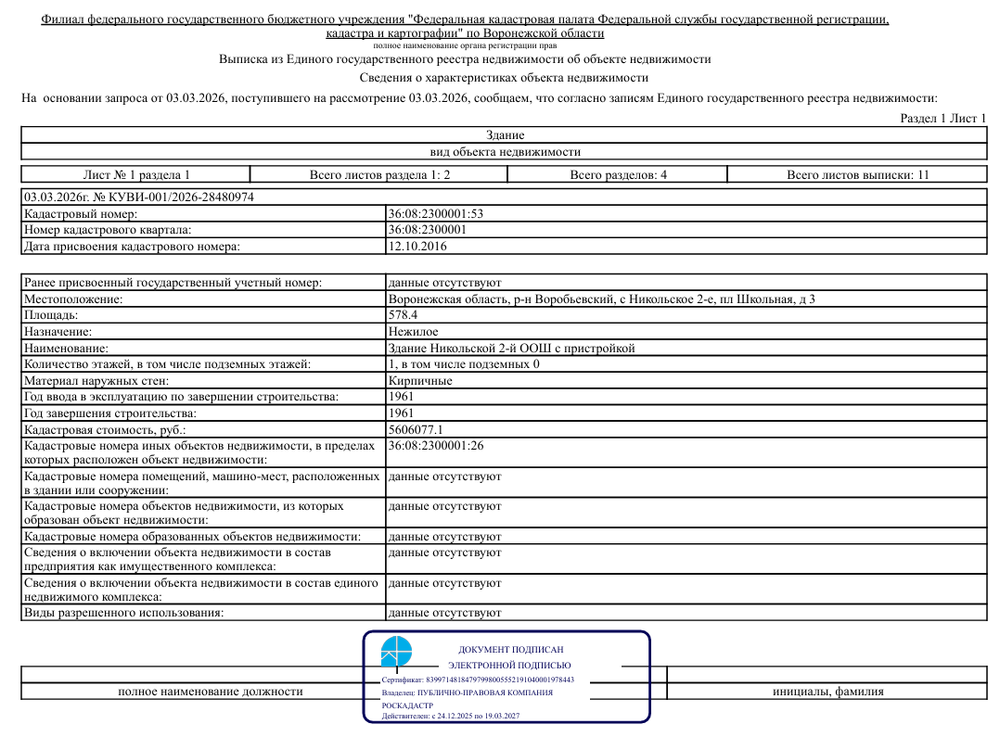 Филиал федерального государственного бюджетного учреждения "Федеральная кадастровая палата Федеральной службы государственной регистрации,
кадастра и картографии" по Воронежской области
полное наименование органа регистрации прав
Выписка из Единого государственного реестра недвижимости об объекте недвижимости
Сведения о характеристиках объекта недвижимости
На основании запроса от 03.03.2026, поступившего на рассмотрение 03.03.2026, сообщаем, что согласно записям Единого государственного реестра недвижимости:
Раздел 1 Лист 1
Здание
вид объекта недвижимости
Лист № 1 раздела 1 Всего листов раздела 1: 2 Всего разделов: 4 Всего листов выписки: 11
03.03.2026г. № КУВИ-001/2026-28480974
Кадастровый номер: 36:08:2300001:53
Номер кадастрового квартала: 36:08:2300001
Дата присвоения кадастрового номера: 12.10.2016
Ранее присвоенный государственный учетный номер: данные отсутствуют
Местоположение: Воронежская область, р-н Воробьевский, с Никольское 2-е, пл Школьная, д 3
Площадь: 578.4
Назначение: Нежилое
Наименование: Здание Никольской 2-й ООШ с пристройкой
Количество этажей, в том числе подземных этажей: 1, в том числе подземных 0
Материал наружных стен: Кирпичные
Год ввода в эксплуатацию по завершении строительства: 1961
Год завершения строительства: 1961
Кадастровая стоимость, руб.: 5606077.1
Кадастровые номера иных объектов недвижимости, в пределах 36:08:2300001:26
которых расположен объект недвижимости:
Кадастровые номера помещений, машино-мест, расположенных данные отсутствуют
в здании или сооружении:
Кадастровые номера объектов недвижимости, из которых данные отсутствуют
образован объект недвижимости:
Кадастровые номера образованных объектов недвижимости: данные отсутствуют
Сведения о включении объекта недвижимости в состав данные отсутствуют
предприятия как имущественного комплекса:
Сведения о включении объекта недвижимости в состав единого данные отсутствуют
недвижимого комплекса:
Виды разрешенного использования: данные отсутствуют
ДОКУМЕНТ ПОДПИСАН
ЭЛЕКТРОННОЙ ПОДПИСЬЮ
Сертификат: 83997148184797998005552191040001978443
Владелец: ПУБЛИЧНО-ПРАВОВАЯ КОМПАНИЯ
РОСКАДАСТР
Действителен: с 24.12.2025 по 19.03.2027
полное наименование должности инициалы, фамилия